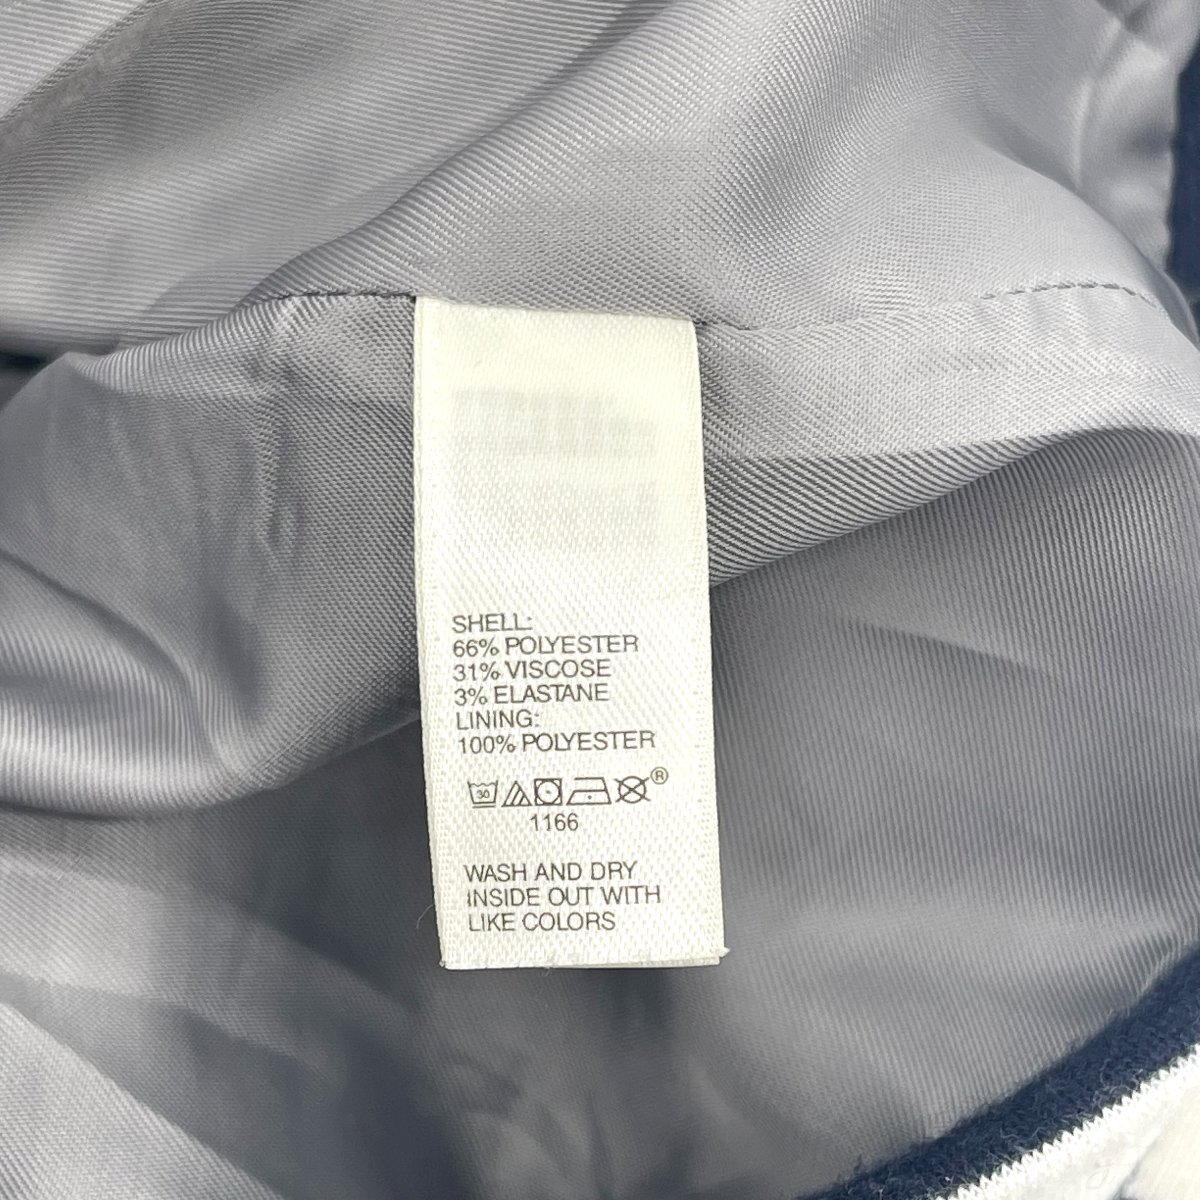 SHELL:
66% POLYESTER
31% VISCOSE
3% ELASTANE
LINING:
100% POLYESTER
30
®
1166
WASH AND DRY
INSIDE OUT WITH
LIKE COLORS